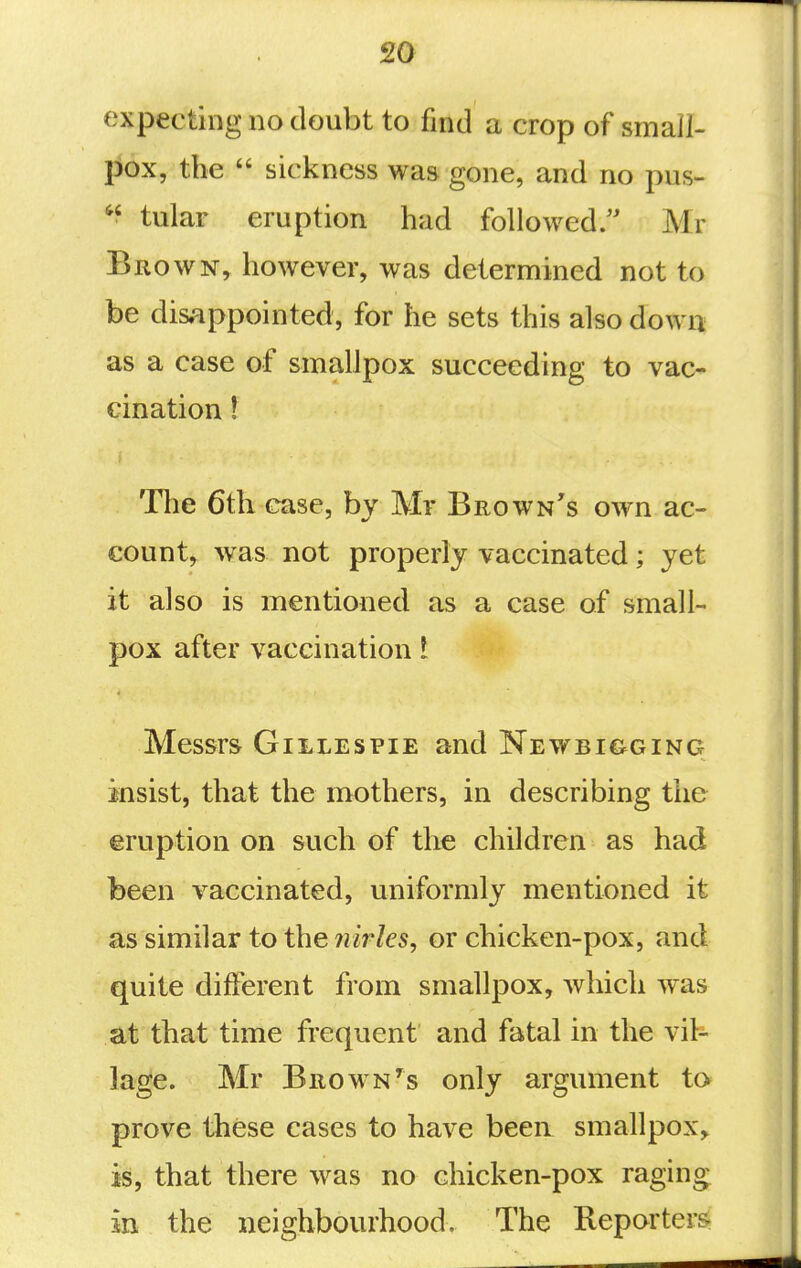 20
expecting no doubt to find a crop of small-
pox, the “ sickness was gone, and no pus-
“ tular eruption had followed.” Mr
Brown, however, was determined not to
be disappointed, for he sets this also down
as a case of smallpox succeeding to vac-
cination !
The 6th case, by Mr Brown's own ac-
count, was not properly vaccinated ; yet
it also is mentioned as a case of small-
pox after vaccination !
Messrs Gillespie and Newbigging
insist, that the mothers, in describing the
eruption on such of the children as had
been vaccinated, uniformly mentioned it
as similar to the nirles, or chicken-pox, and
quite different from smallpox, which was
at that time frequent and fatal in the vil-
lage. Mr Brown's only argument to
prove these cases to have been smallpox,
is, that there was no chicken-pox raging
in the neighbourhood. The Reporters